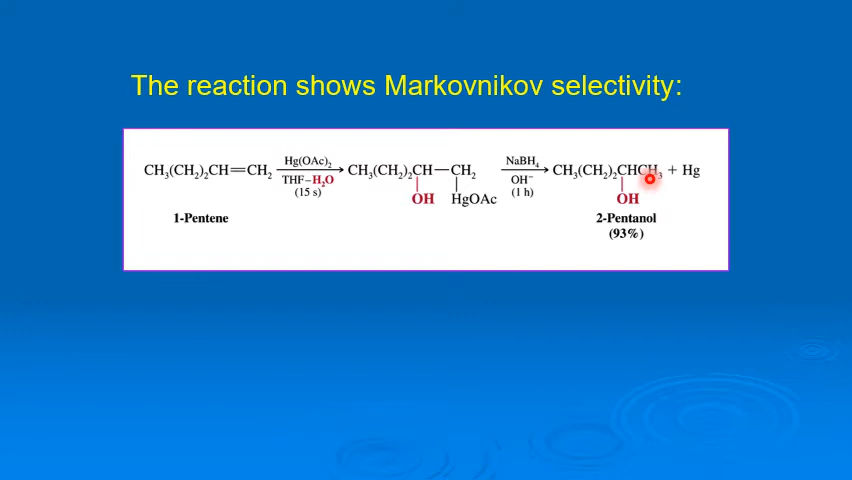 The reaction shows Markovnikov selectivity:
CH₃(CH₂)₂CH=CH₂ Hg(OAc)₂ THF–H₂O (15 s) CH₃(CH₂)₂CH—CH₂ NaBH₄ OH⁻ (1 h) CH₃(CH₂)₂CHCH₃ + Hg
OH HgOAc OH
1-Pentene 2-Pentanol
(93%)